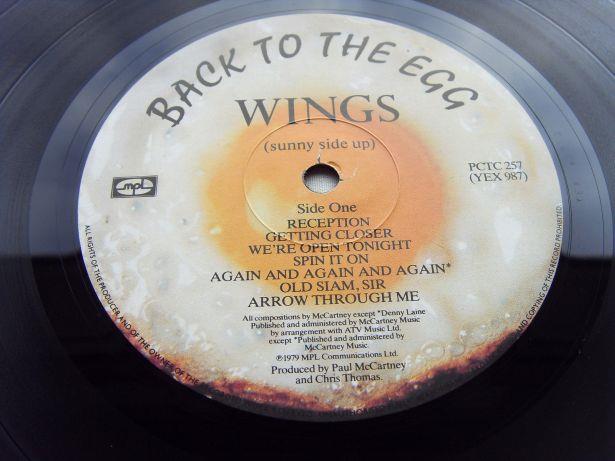 BACK TO THE EGG
WINGS
(sunny side up)
mpl
PCTC 257
(YEX 987)
Side One
RECEPTION
GETTING CLOSER
WE'RE OPEN TONIGHT
SPIN IT ON
AGAIN AND AGAIN AND AGAIN*
OLD SIAM, SIR
ARROW THROUGH ME
All compositions by McCartney except *Denny Laine
Published and administered by McCartney Music
by arrangement with ATV Music Ltd.
except *Published and administered by
McCartney Music.
℗1979 MPL Communications Ltd.
Produced by Paul McCartney
and Chris Thomas.
ALL RIGHTS OF THE PRODUCER AND OF THE OWNER OF THE
AND COPYING OF THIS RECORD PROHIBITED.